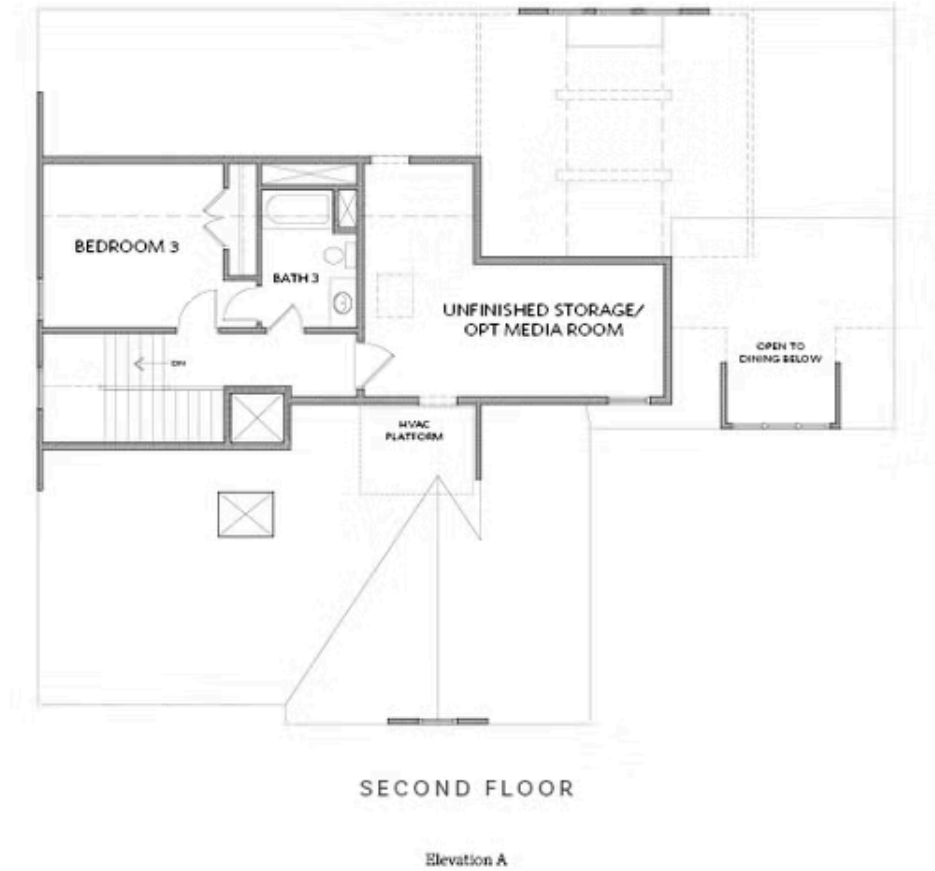 BEDROOM 3
BATH 3
UNFINISHED STORAGE/
OPT MEDIA ROOM
OPEN TO
DINING BELOW
DN
HVAC
PLATFORM
SECOND FLOOR
Elevation A